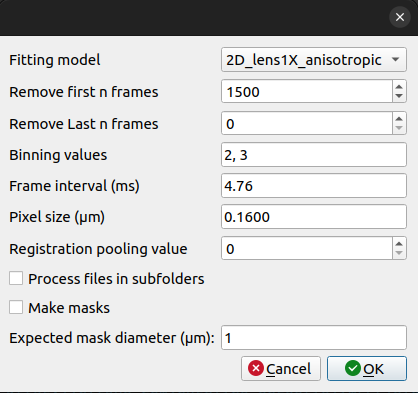 Fitting model 2D_lens1X_anisotropic
Remove first n frames 1500
Remove Last n frames 0
Binning values 2, 3
Frame interval (ms) 4.76
Pixel size (μm) 0.1600
Registration pooling value 0
Process files in subfolders
Make masks
Expected mask diameter (μm): 1
Cancel OK